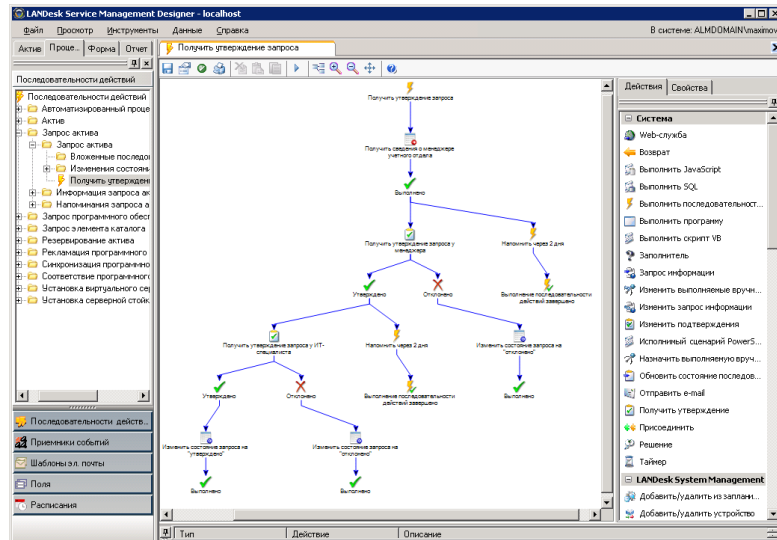 LANDesk Service Management Designer - localhost
Файл Просмотр Инструменты Данные Справка
В системе: ALMDOMAIN\maximov
Актив Проце... Форма Отчет
Последовательности действий
Последовательности действий
Автоматизированный проце
Актив
Запрос актива
Запрос актива
Вложенные последо
Изменения состоян
Получить утвержден
Информация запроса ак
Напоминания запроса а
Запрос программного обесг
Запрос элемента каталога
Резервирование актива
Рекламация программного
Синхронизация программно
Соответствие программного
Установка виртуального сер
Установка серверной стойк
Последовательности действ...
Приемники событий
Шаблоны эл. почты
Поля
Расписания
Получить утверждение запроса
Получить утверждение запроса
Получить сведения о менеджере
учетного отдела
Выполнено
Получить утверждение запроса у
менеджера
Напомнить через 2 дня
Утверждено
Отклонено
Выполнение последовательности
действий завершено
Получить утверждение запроса у ИТ-
специалиста
Напомнить через 2 дня
Изменить состояние запроса на
"отклонено"
Утверждено
Отклонено
Выполнение последовательности
действий завершено
Выполнено
Изменить состояние запроса на
"утверждено"
Изменить состояние запроса на
"отклонено"
Выполнено
Выполнено
Тип Действие Описание
Действия Свойства
Система
Web-служба
Возврат
Выполнить JavaScript
Выполнить SQL
Выполнить последовательност...
Выполнить программу
Выполнить скрипт VB
Заполнитель
Запрос информации
Изменить выполняемые вручн...
Изменить запрос информации
Изменить подтверждения
Исполнимый сценарий PowerS...
Назначить выполняемую вруч...
Обновить состояние последов...
Отправить e-mail
Получить утверждение
Присоединить
Решение
Таймер
LANDesk System Management
Добавить/удалить из заплани...
Добавить/удалить устройство